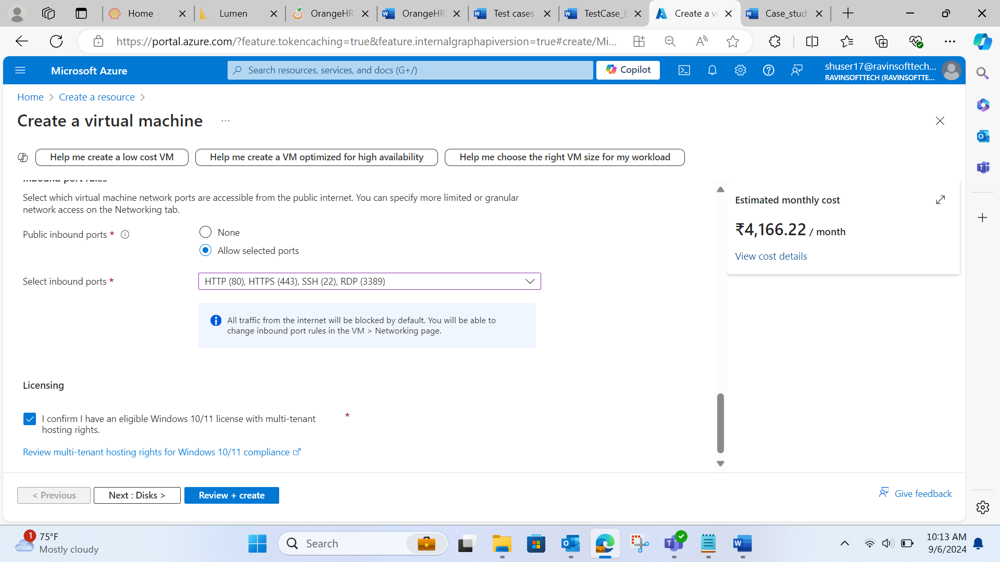 Home
Lumen
OrangeHR
OrangeHR
Test cases
TestCase_E
Create a vi
Case_study
https://portal.azure.com/?feature.tokencaching=true&feature.internalgraphapiversion=true#create/Mi...
Microsoft Azure
Search resources, services, and docs (G+/)
Copilot
shuser17@ravinsofttech...
RAVINSOFTTECH (RAVINSOFTTE...
Home > Create a resource >
Create a virtual machine ...
Help me create a low cost VM
Help me create a VM optimized for high availability
Help me choose the right VM size for my workload
Inbound port rules
Select which virtual machine network ports are accessible from the public internet. You can specify more limited or granular
network access on the Networking tab.
Public inbound ports *
None
Allow selected ports
Select inbound ports *
HTTP (80), HTTPS (443), SSH (22), RDP (3389)
All traffic from the internet will be blocked by default. You will be able to
change inbound port rules in the VM > Networking page.
Licensing
I confirm I have an eligible Windows 10/11 license with multi-tenant *
hosting rights.
Review multi-tenant hosting rights for Windows 10/11 compliance
Estimated monthly cost
₹4,166.22 / month
View cost details
< Previous
Next : Disks >
Review + create
Give feedback
1
75°F
Mostly cloudy
Search
10:13 AM
9/6/2024